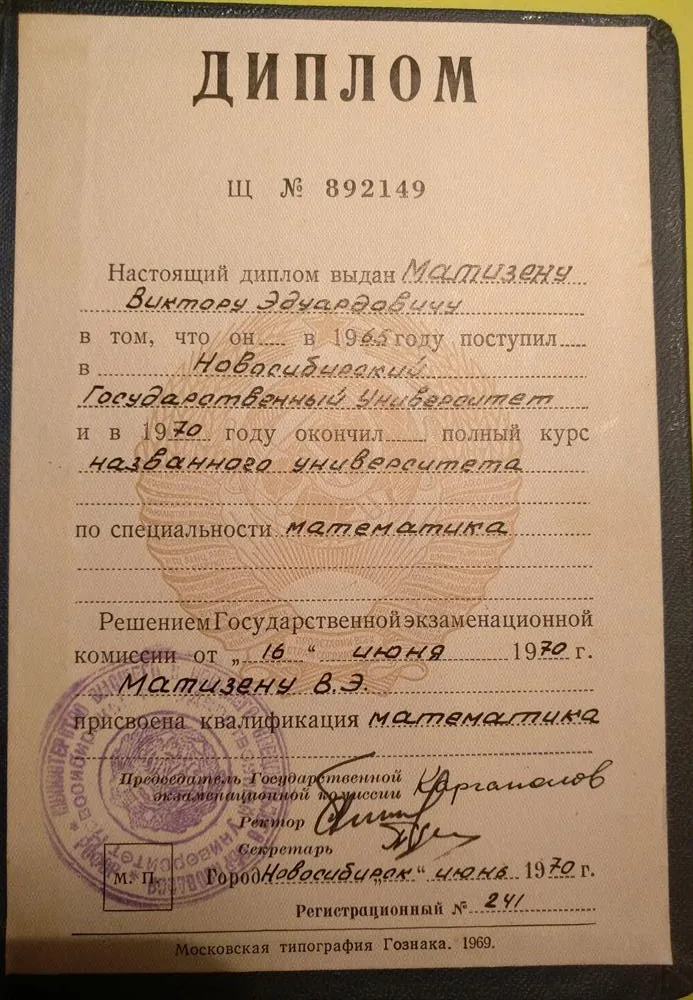 ДИПЛОМ
Щ № 892149
Настоящий диплом выдан Матизену
Виктору Эдуардовичу
в том, что он в 1965 году поступил
в Новосибирский
Государственный Университет
и в 1970 году окончил полный курс
названного университета
по специальности математика
Решением Государственной экзаменационной
комиссии от „16“ июня 1970 г.
Матизену В.Э.
присвоена квалификация математика
Председатель Государственной
экзаменационной комиссии Каргаполов
Ректор
Секретарь
М. П.
Город Новосибирск “ июнь 1970 г.
Регистрационный № 241
Московская типография Гознака. 1969.